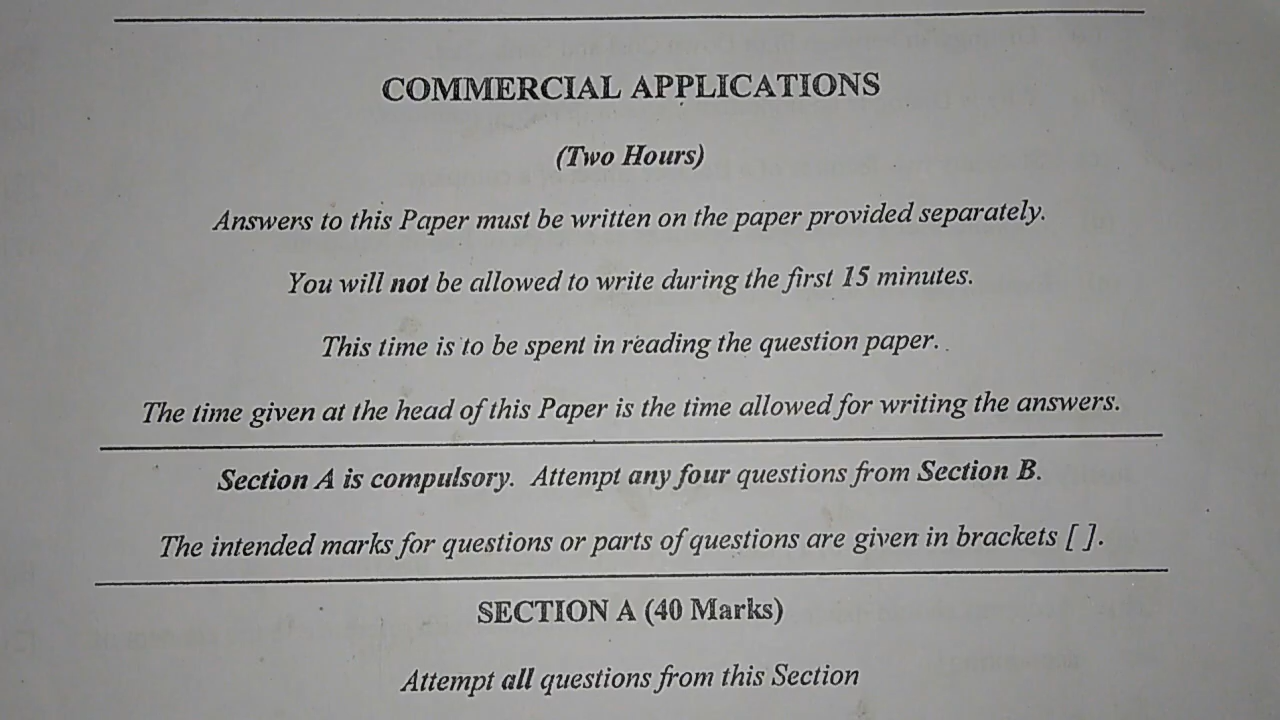 COMMERCIAL APPLICATIONS
(Two Hours)
Answers to this Paper must be written on the paper provided separately.
You will not be allowed to write during the first 15 minutes.
This time is to be spent in reading the question paper.
The time given at the head of this Paper is the time allowed for writing the answers.
Section A is compulsory. Attempt any four questions from Section B.
The intended marks for questions or parts of questions are given in brackets [ ].
SECTION A (40 Marks)
Attempt all questions from this Section